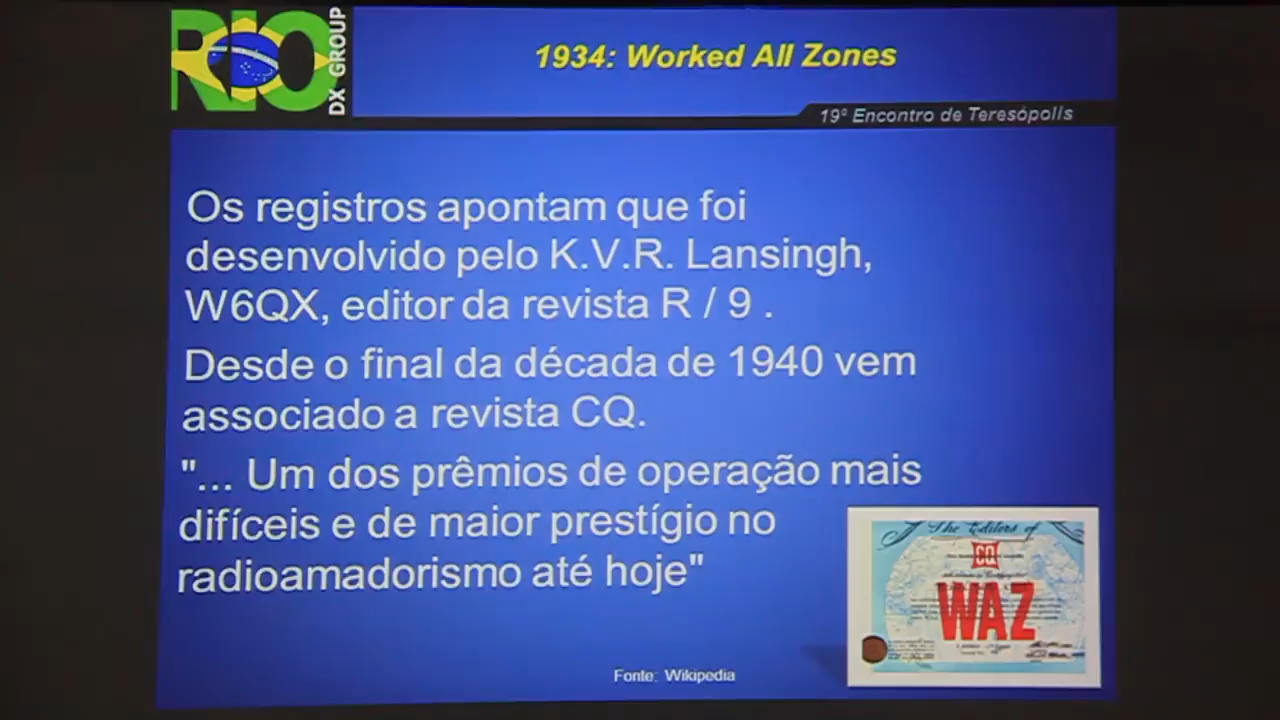 RIO
DX GROUP
1934: Worked All Zones
19º Encontro de Teresópolis
Os registros apontam que foi
desenvolvido pelo K.V.R. Lansingh,
W6QX, editor da revista R / 9 .
Desde o final da década de 1940 vem
associado a revista CQ.
"... Um dos prêmios de operação mais
difíceis e de maior prestígio no
radioamadorismo até hoje"
The Editors of
CQ
WAZ
Fonte: Wikipedia